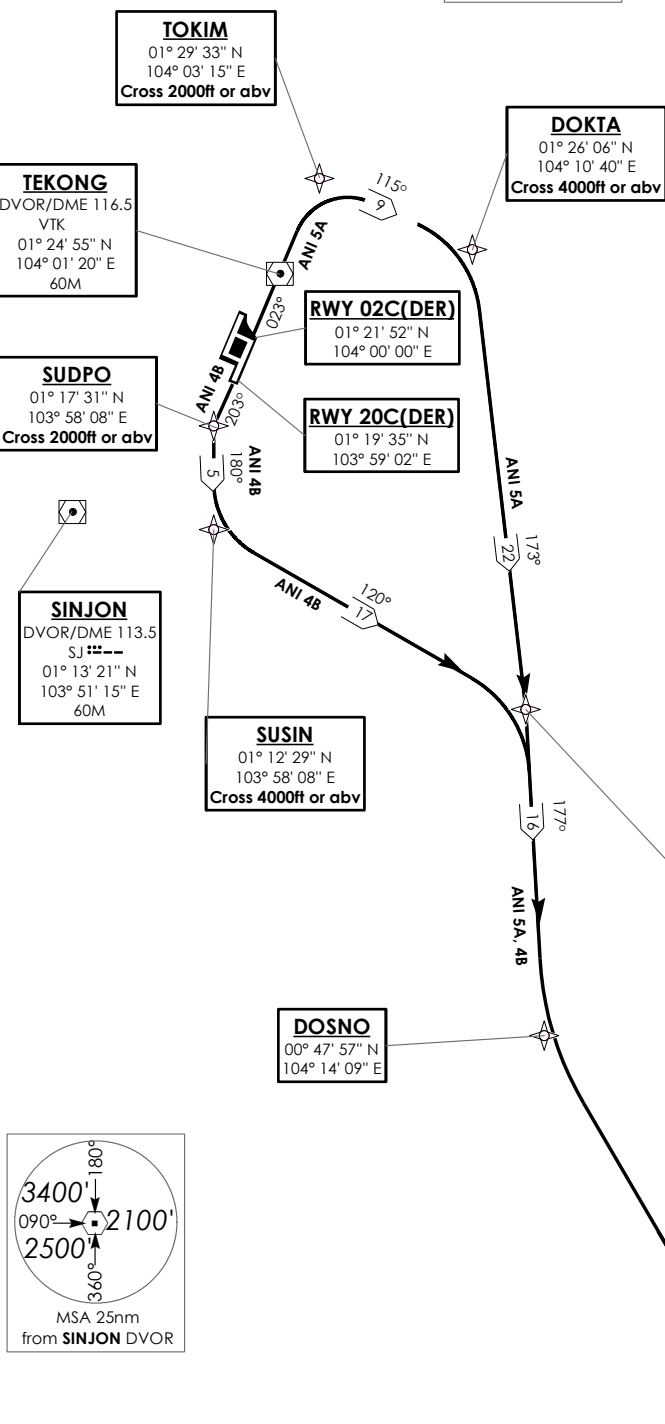 TOKIM
01° 29' 33" N
104° 03' 15" E
Cross 2000ft or abv
DOKTA
01° 26' 06" N
104° 10' 40" E
Cross 4000ft or abv
TEKONG
DVOR/DME 116.5
VTK
01° 24' 55" N
104° 01' 20" E
60M
115°
9
ANI 5A
023°
RWY 02C(DER)
01° 21' 52" N
104° 00' 00" E
SUDPO
01° 17' 31" N
103° 58' 08" E
Cross 2000ft or abv
ANI 4B
203°
RWY 20C(DER)
01° 19' 35" N
103° 59' 02" E
5
180°
ANI 4B
ANI 5A
22
173°
SINJON
DVOR/DME 113.5
SJ
01° 13' 21" N
103° 51' 15" E
60M
ANI 4B
120°
17
SUSIN
01° 12' 29" N
103° 58' 08" E
Cross 4000ft or abv
16
177°
ANI 5A, 4B
DOSNO
00° 47' 57" N
104° 14' 09" E
180°
3400'
090°
2100'
2500'
360°
MSA 25nm
from SINJON DVOR